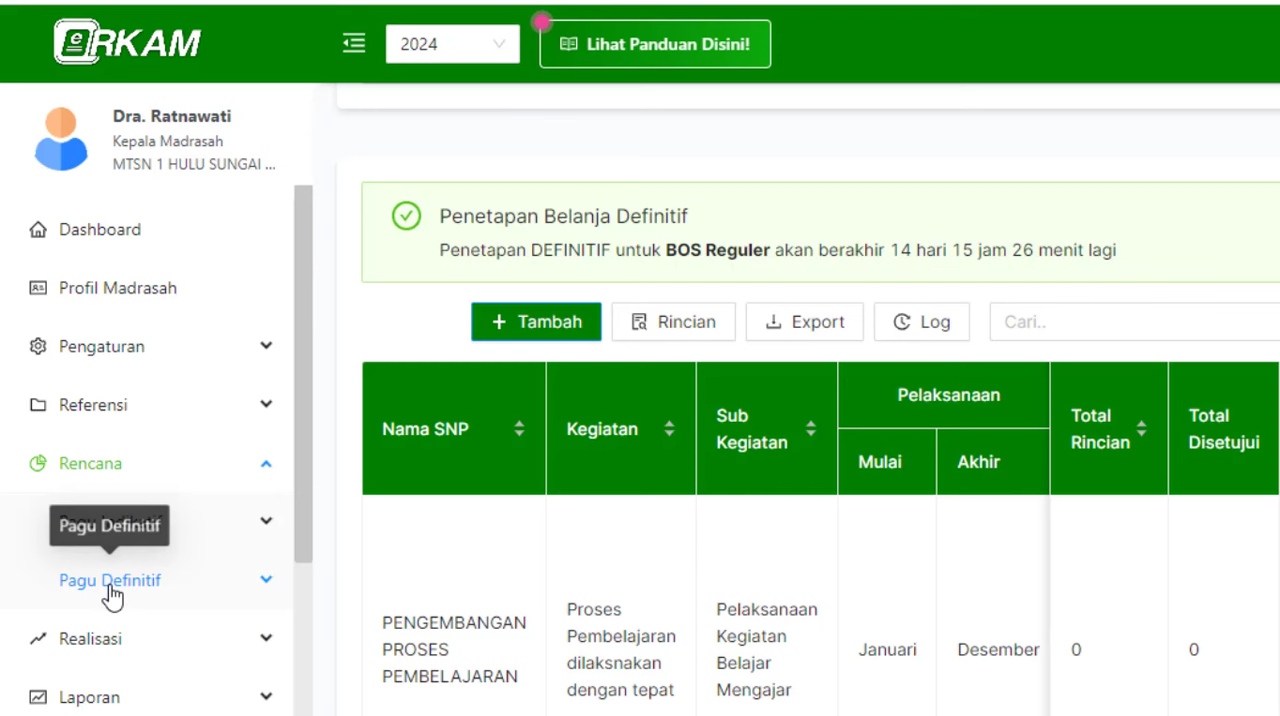 eRKAM
2024
Lihat Panduan Disini!
Dra. Ratnawati
Kepala Madrasah
MTSN 1 HULU SUNGAI ...
Dashboard
Profil Madrasah
Pengaturan
Referensi
Rencana
Pagu Definitif
Pagu Definitif
Realisasi
Laporan
Penetapan Belanja Definitif
Penetapan DEFINITIF untuk BOS Reguler akan berakhir 14 hari 15 jam 26 menit lagi
+ Tambah
Rincian
Export
Log
Cari..
Nama SNP
Kegiatan
Sub
Kegiatan
Pelaksanaan
Mulai
Akhir
Total
Rincian
Total
Disetujui
PENGEMBANGAN
PROSES
PEMBELAJARAN
Proses
Pembelajaran
dilaksnakan
dengan tepat
Pelaksanaan
Kegiatan
Belajar
Mengajar
Januari
Desember
0
0